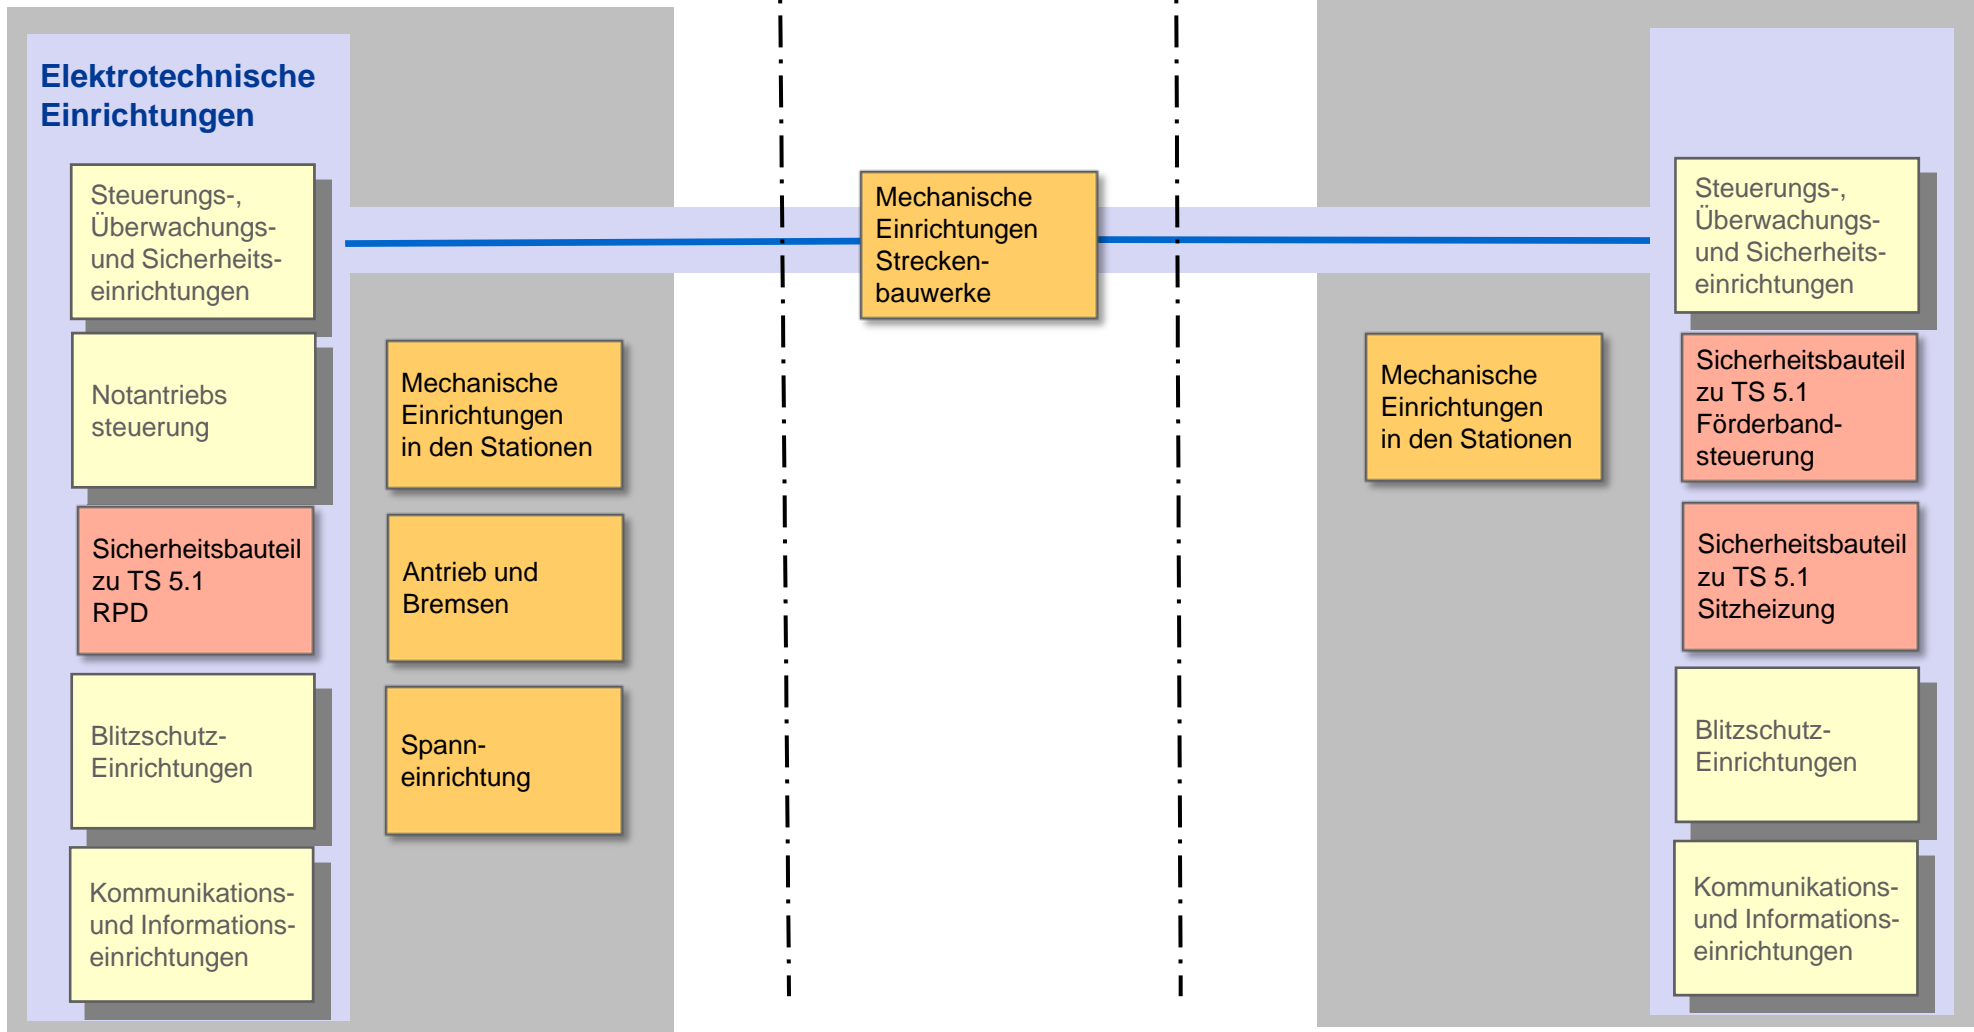 Elektrotechnische
Einrichtungen
Steuerungs-,
Überwachungs-
und Sicherheits-
einrichtungen
Notantriebs
steuerung
Sicherheitsbauteil
zu TS 5.1
RPD
Blitzschutz-
Einrichtungen
Kommunikations-
und Informations-
einrichtungen
Mechanische
Einrichtungen
in den Stationen
Antrieb und
Bremsen
Spann-
einrichtung
Mechanische
Einrichtungen
Strecken-
bauwerke
Mechanische
Einrichtungen
in den Stationen
Steuerungs-,
Überwachungs-
und Sicherheits-
einrichtungen
Sicherheitsbauteil
zu TS 5.1
Förderband-
steuerung
Sicherheitsbauteil
zu TS 5.1
Sitzheizung
Blitzschutz-
Einrichtungen
Kommunikations-
und Informations-
einrichtungen